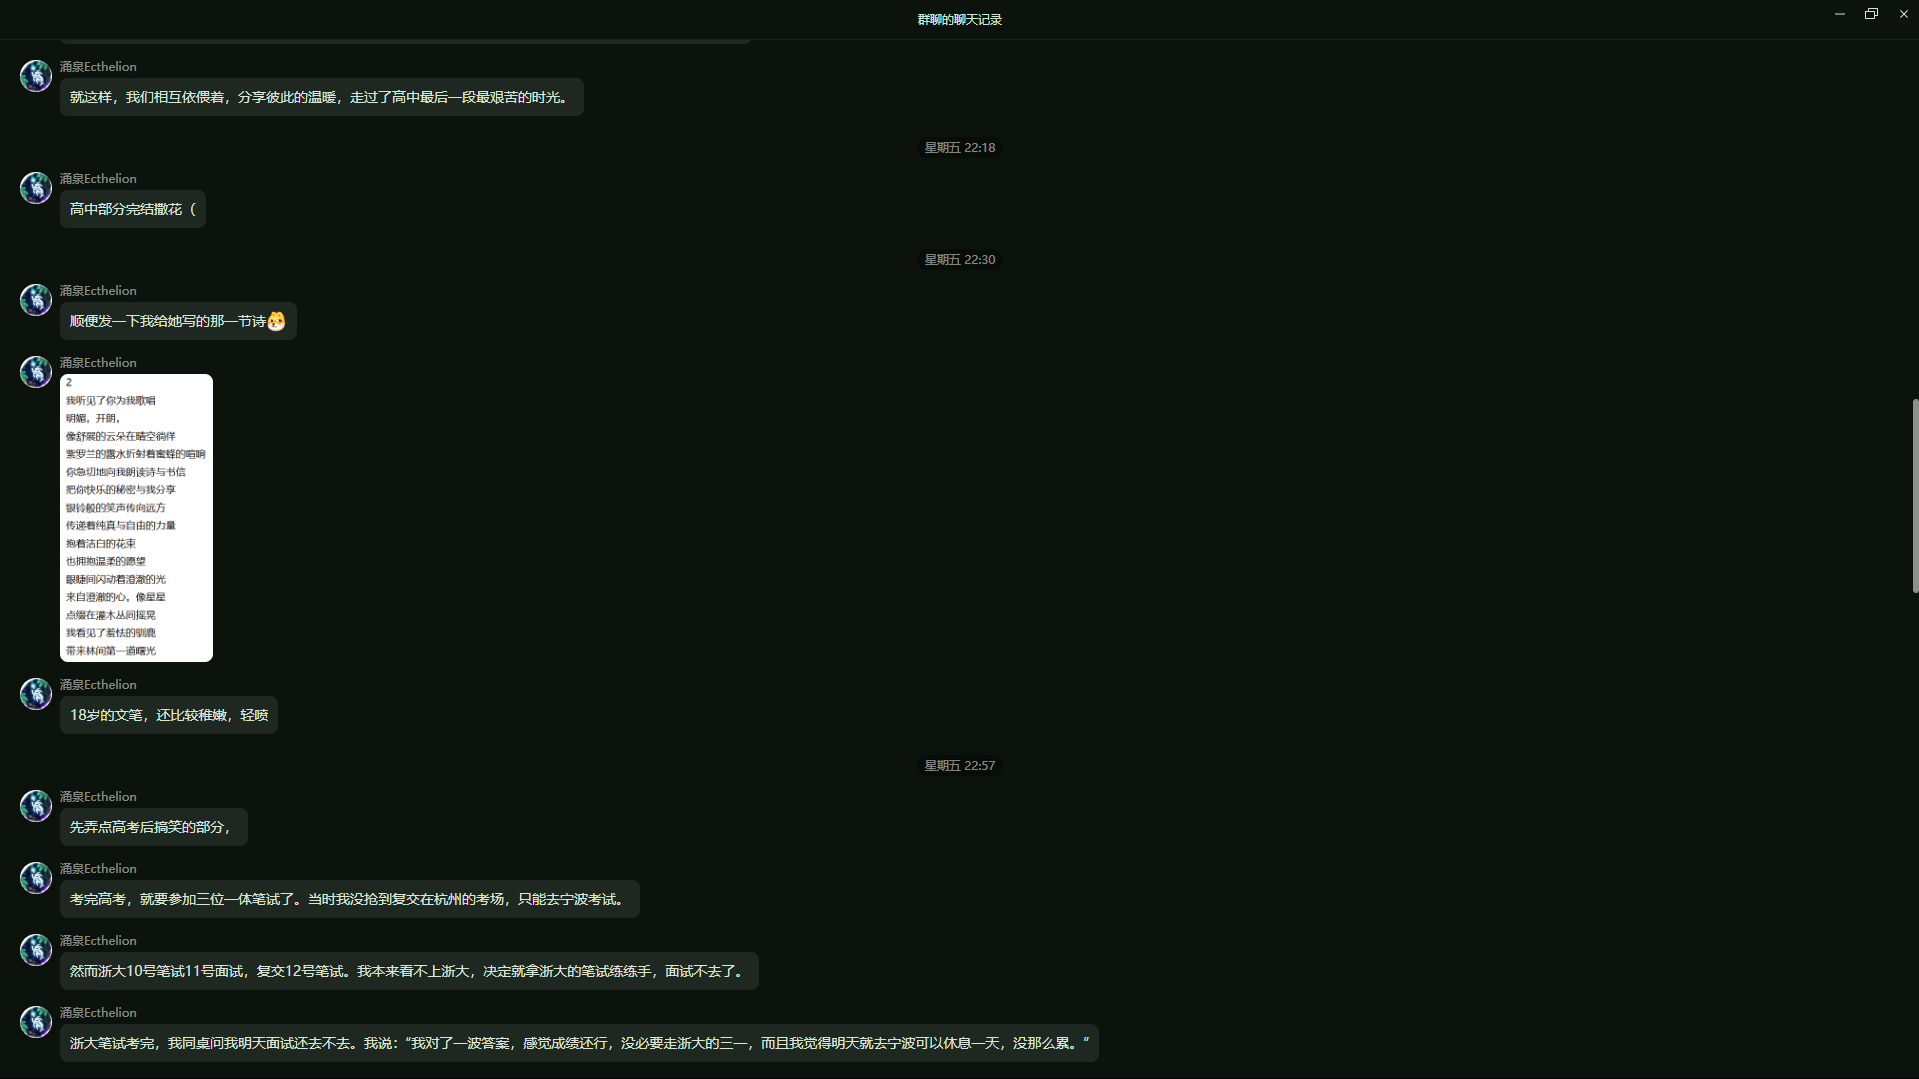 群聊的聊天记录
涌泉Ecthelion
就这样，我们相互依偎着，分享彼此的温暖，走过了高中最后一段最艰苦的时光。
星期五 22:18
涌泉Ecthelion
高中部分完结撒花（
星期五 22:30
涌泉Ecthelion
顺便发一下我给她写的那一节诗
涌泉Ecthelion
2
我听见了你为我歌唱
明媚，开朗，
像舒展的云朵在晴空徜徉
紫罗兰的露水折射着蜜蜂的喧响
你急切地向我朗读诗与书信
把你快乐的秘密与我分享
银铃般的笑声传向远方
传递着纯真与自由的力量
抱着洁白的花束
也拥抱温柔的愿望
眼睫间闪动着澄澈的光
来自澄澈的心，像星星
点缀在灌木丛间摇晃
我看见了羞怯的驯鹿
带来林间第一道曙光
涌泉Ecthelion
18岁的文笔，还比较稚嫩，轻喷
星期五 22:57
涌泉Ecthelion
先弄点高考后搞笑的部分，
涌泉Ecthelion
考完高考，就要参加三位一体笔试了。当时我没抢到复交在杭州的考场，只能去宁波考试。
涌泉Ecthelion
然而浙大10号笔试11号面试，复交12号笔试。我本来看不上浙大，决定就拿浙大的笔试练练手，面试不去了。
涌泉Ecthelion
浙大笔试考完，我同桌问我明天面试还去不去。我说：“我对了一波答案，感觉成绩还行，没必要走浙大的三一，而且我觉得明天就去宁波可以休息一天，没那么累。”